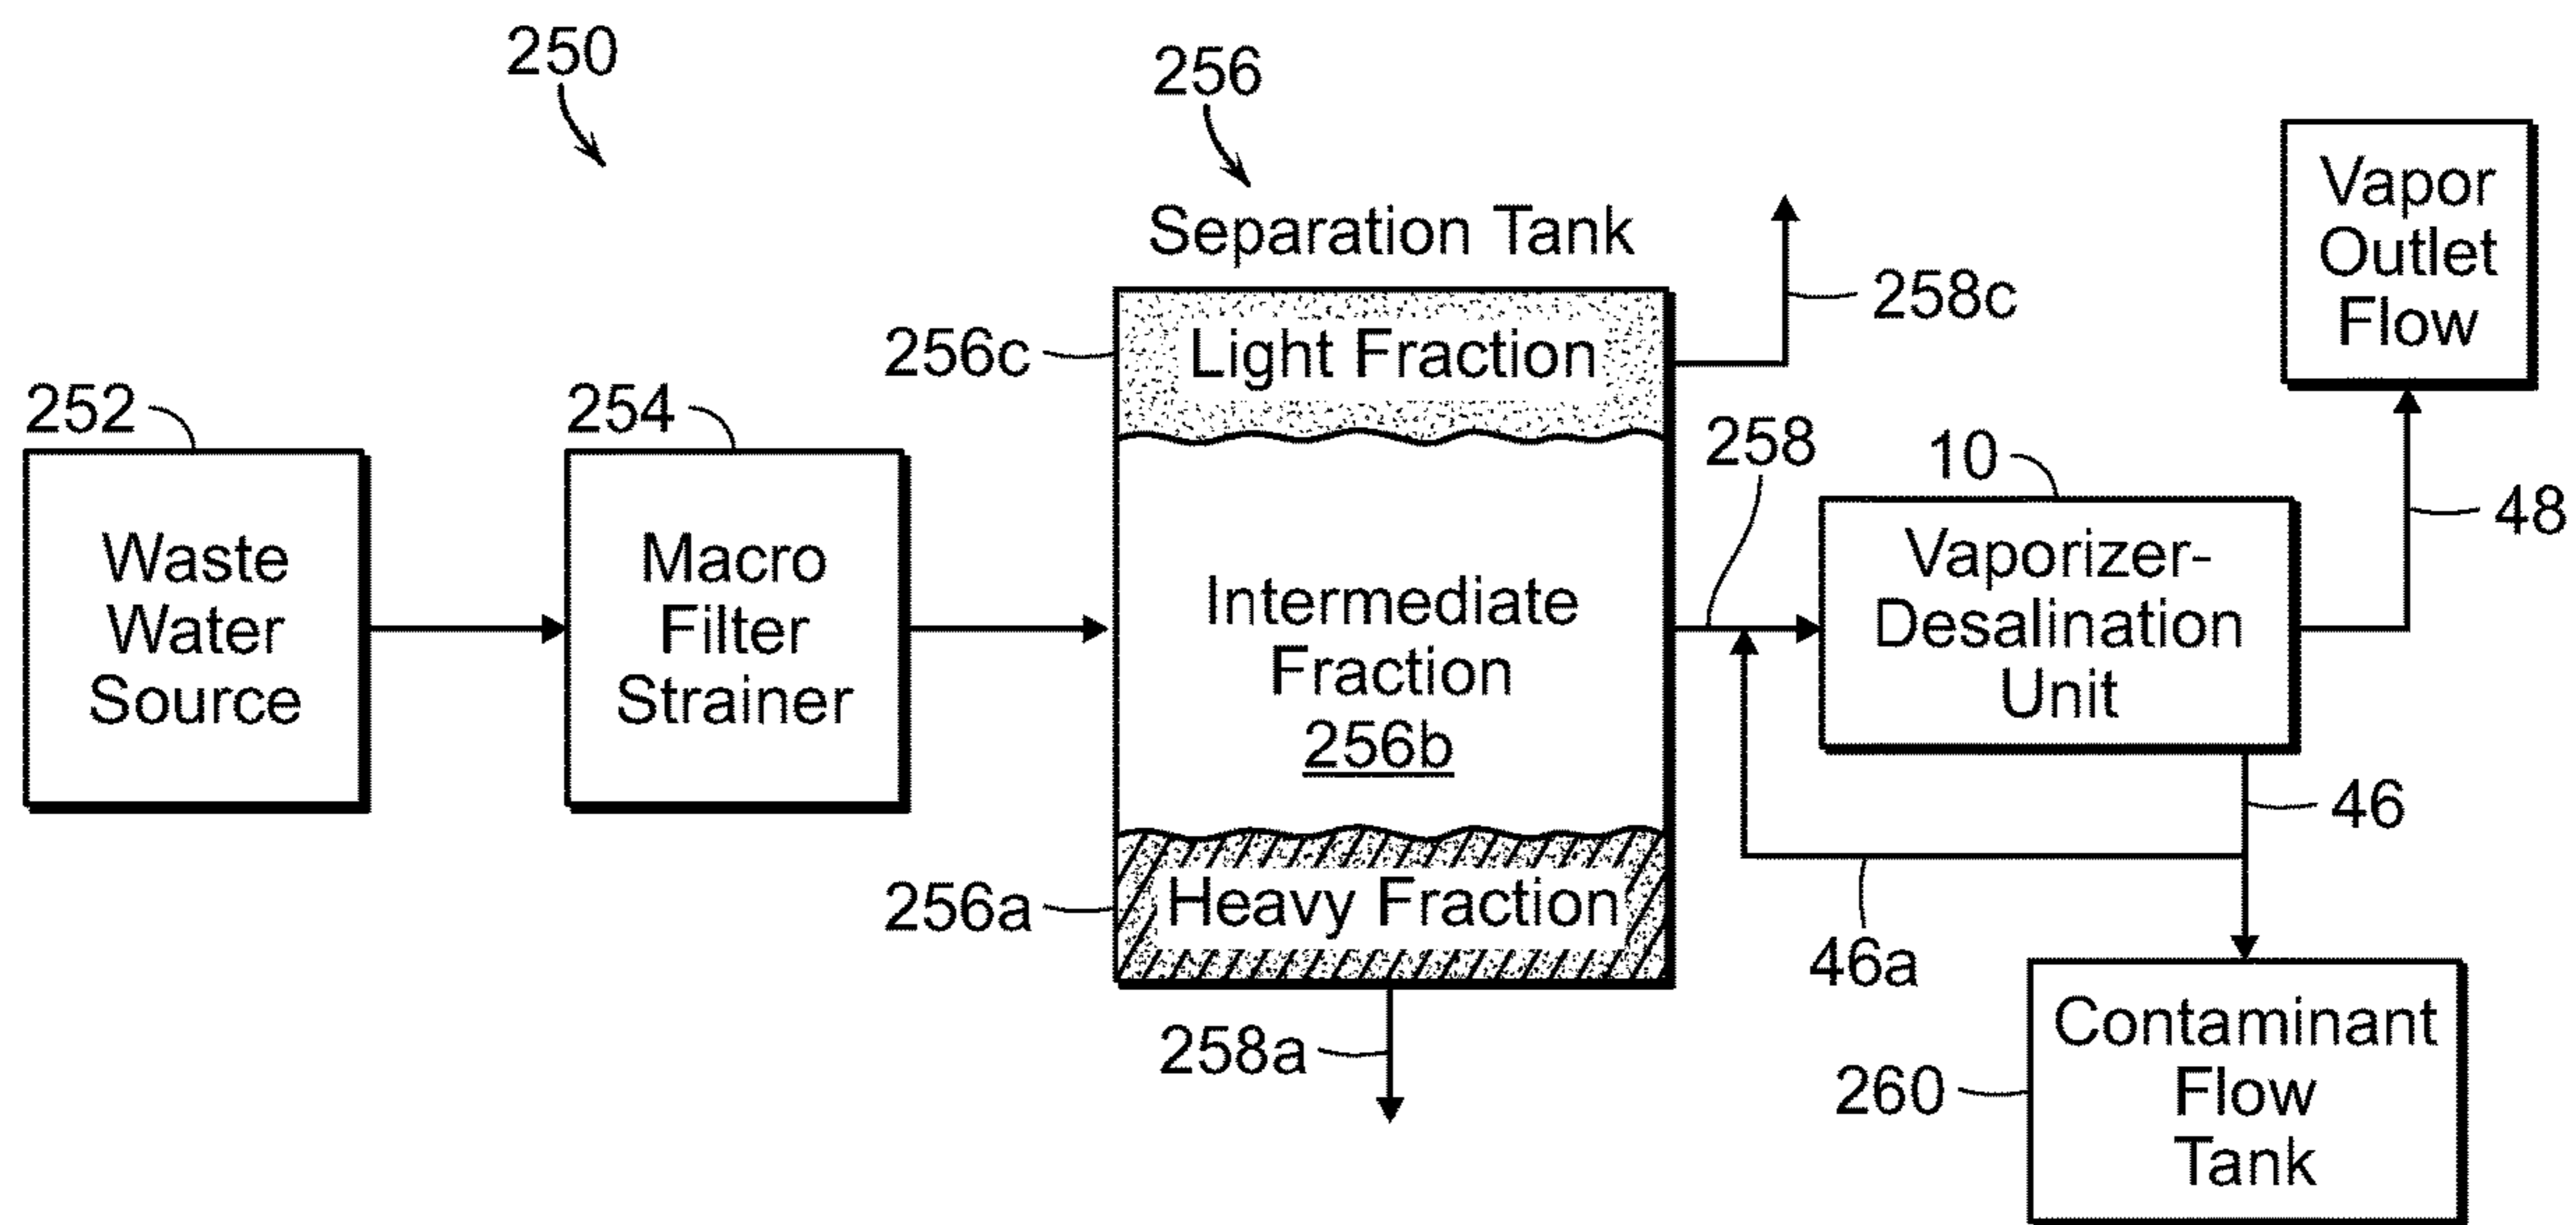 250
256
Separation Tank
Vapor
Outlet
Flow
258c
256c
Light Fraction
252
254
258
10
48
Waste
Water
Source
Macro
Filter
Strainer
Intermediate
Fraction
256b
Vaporizer-
Desalination
Unit
46
256a
Heavy Fraction
46a
258a
260
Contaminant
Flow
Tank